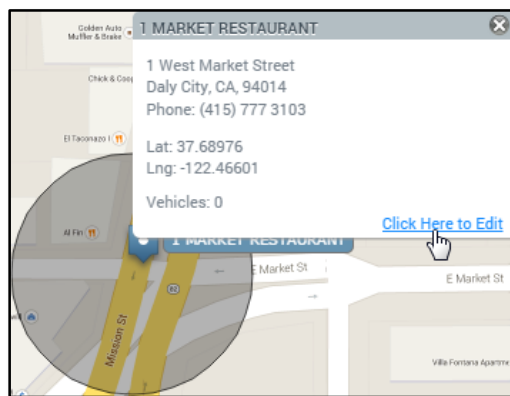 Golden Auto
Muffler & Brake
1 MARKET RESTAURANT
1 West Market Street
Daly City, CA, 94014
Phone: (415) 777 3103
Lat: 37.68976
Lng: -122.46601
Vehicles: 0
Click Here to Edit
Chick & Coop
El Taconazo I
Al Fin
1 MARKET RESTAURANT
E Market St
E Market St
82
Mission St
Villa Fontana Apartme